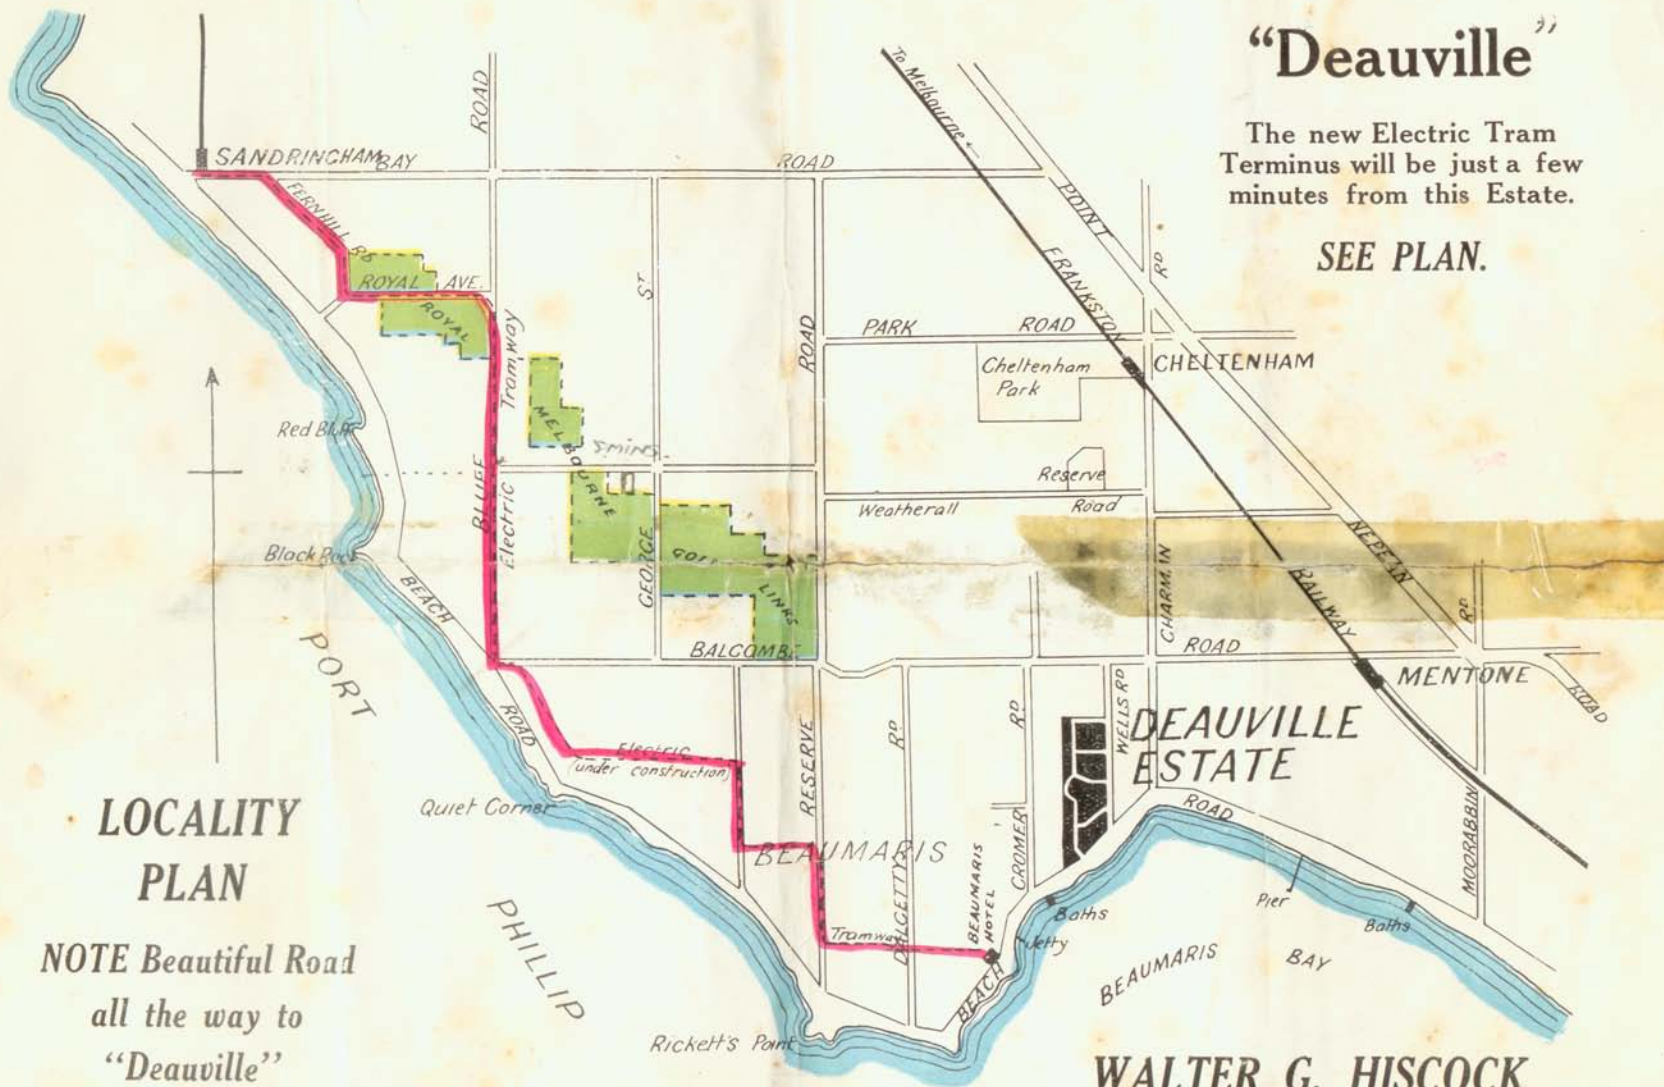 "Deauville"
The new Electric Tram
Terminus will be just a few
minutes from this Estate.
SEE PLAN.
To Melbourne
ROAD
SANDRINGHAM
BAY
ROAD
FERNHILL RD
POINT
RD
FRANKSTON
ROYAL AVE.
ST
ROYAL
Tramway
ROAD
PARK
ROAD
CHELTENHAM
Cheltenham
Park
MELBOURNE
Red Bluff
5 MINS.
Reserve
BLUFF
Electric
Weatherall
Road
Black Rock
GEORGE
GOLF
LINKS
NEPEAN
BEACH
CHARMAN
RAILWAY
RD
BALCOMBE
ROAD
PORT
MENTONE
ROAD
ROAD
RD
RD
WELLS RD
DEAUVILLE
ESTATE
Electric
(under construction)
RESERVE
Quiet Corner
ROAD
LOCALITY
PLAN
BEAUMARIS
CROMER
MOORABBIN
BEAUMARIS
HOTEL
DALGETTY'S
Pier
Baths
Baths
PHILLIP
Tramway
Jetty
NOTE Beautiful Road
all the way to
"Deauville"
BEAUMARIS
BAY
BEACH
Rickett's Point
WALTER G. HISCOCK